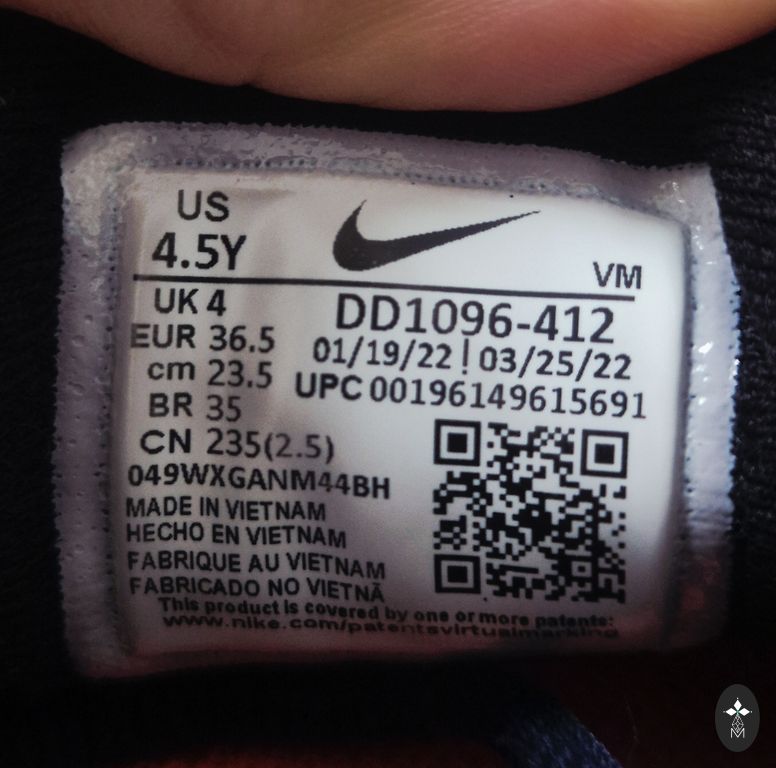 US
4.5Y
VM
UK 4
EUR 36.5
cm 23.5
BR 35
CN 235(2.5)
DD1096-412
01/19/22 | 03/25/22
UPC 00196149615691
049WXGANM44BH
MADE IN VIETNAM
HECHO EN VIETNAM
FABRIQUE AU VIETNAM
FABRICADO NO VIETNÃ
This product is covered by one or more patents:
www.nike.com/patentsvirtualmarking
M